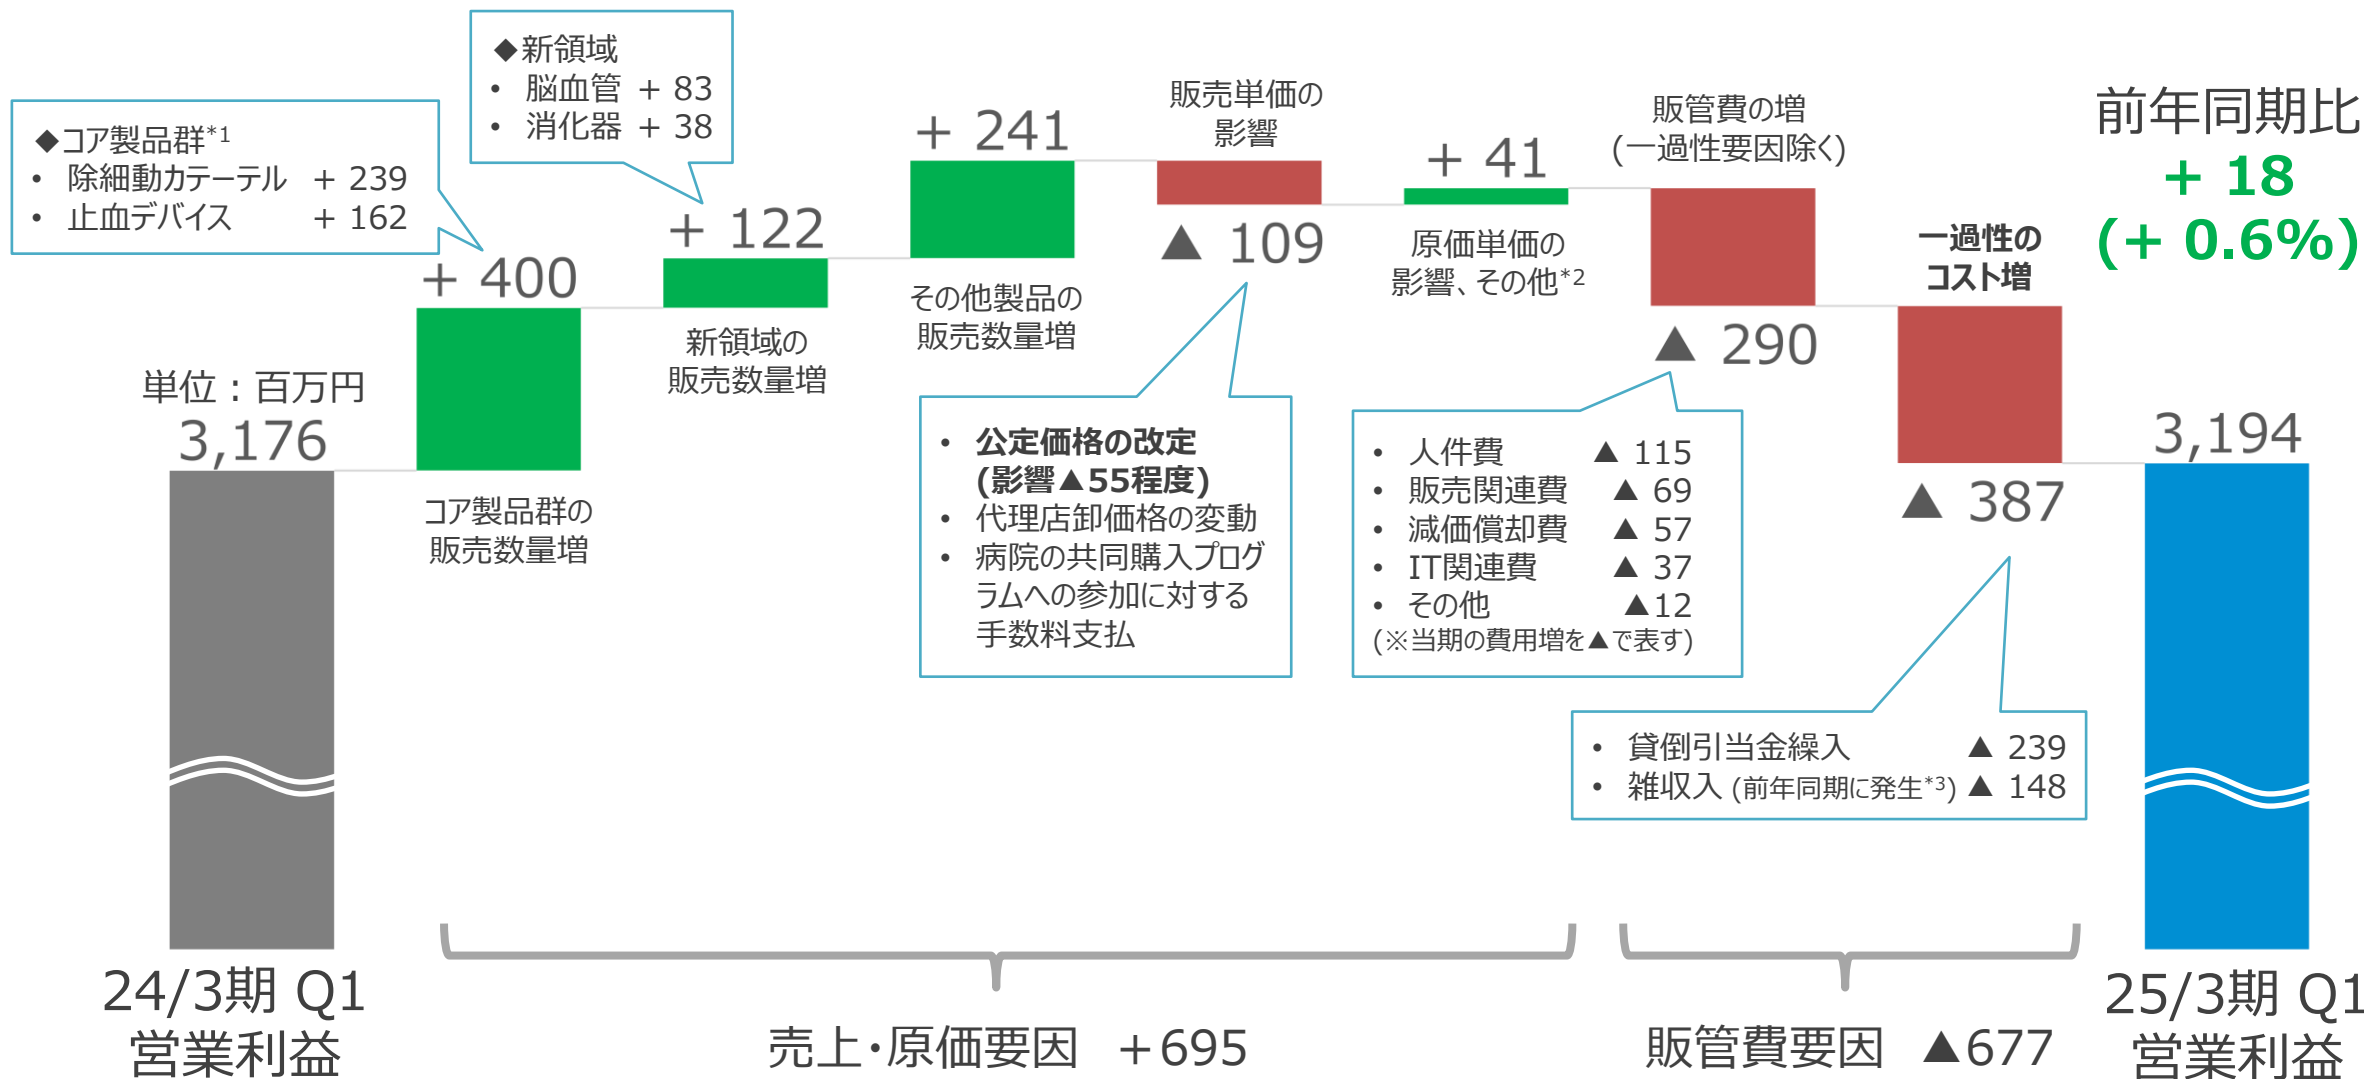 ◆コア製品群*1
• 除細動カテーテル + 239
• 止血デバイス + 162
◆新領域
• 脳血管 + 83
• 消化器 + 38
単位：百万円
3,176
24/3期 Q1
営業利益
+ 400
コア製品群の
販売数量増
+ 122
新領域の
販売数量増
+ 241
その他製品の
販売数量増
販売単価の
影響
▲ 109
• 公定価格の改定
(影響▲55程度)
• 代理店卸価格の変動
• 病院の共同購入プログ
ラムへの参加に対する
手数料支払
+ 41
原価単価の
影響、その他*2
販管費の増
(一過性要因除く)
▲ 290
• 人件費 ▲ 115
• 販売関連費 ▲ 69
• 減価償却費 ▲ 57
• IT関連費 ▲ 37
• その他 ▲12
(※当期の費用増を▲で表す)
一過性の
コスト増
▲ 387
• 貸倒引当金繰入 ▲ 239
• 雑収入 (前年同期に発生*3) ▲ 148
前年同期比
+ 18
(+ 0.6%)
3,194
25/3期 Q1
営業利益
売上・原価要因 +695
販管費要因 ▲677